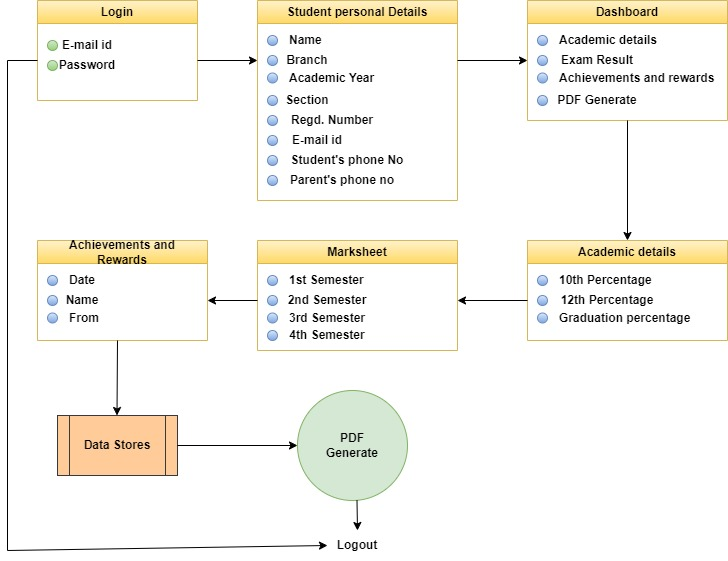 Login
E-mail id
Password
Student personal Details
Name
Branch
Academic Year
Section
Regd. Number
E-mail id
Student's phone No
Parent's phone no
Dashboard
Academic details
Exam Result
Achievements and rewards
PDF Generate
Achievements and
Rewards
Date
Name
From
Marksheet
1st Semester
2nd Semester
3rd Semester
4th Semester
Academic details
10th Percentage
12th Percentage
Graduation percentage
Data Stores
PDF
Generate
Logout